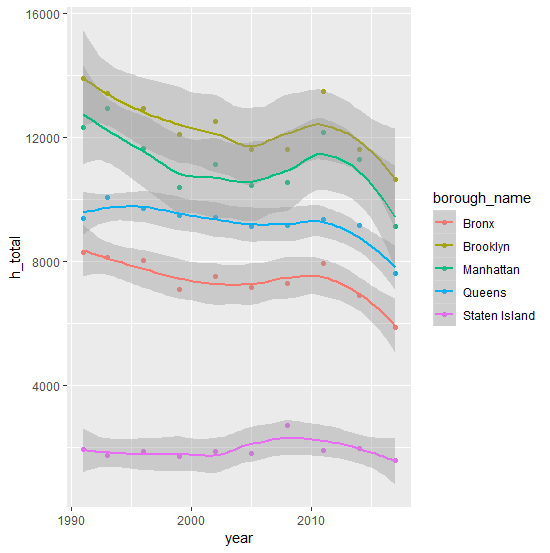 16000
12000
8000
4000
h_total
1990
2000
2010
year
borough_name
Bronx
Brooklyn
Manhattan
Queens
Staten Island